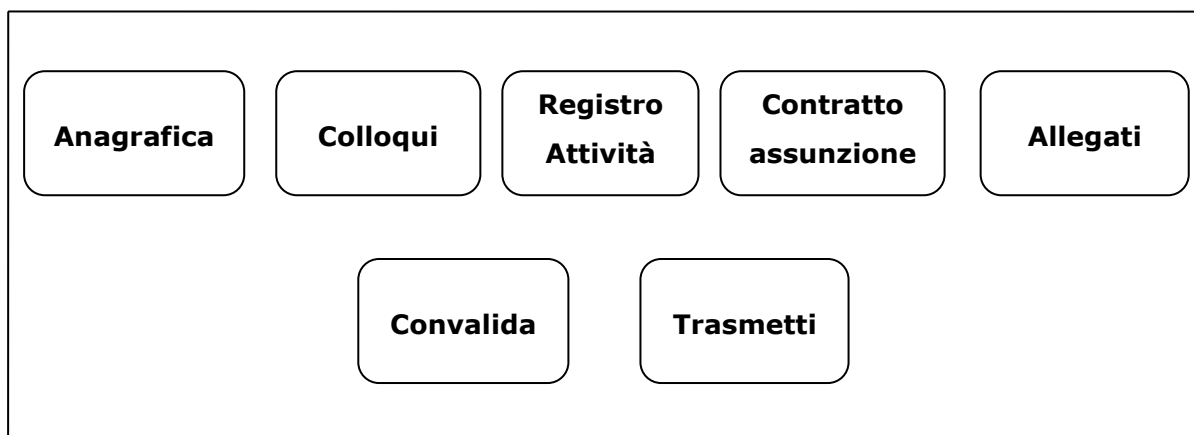 Anagrafica
Colloqui
Registro
Attività
Contratto
assunzione
Allegati
Convalida
Trasmetti